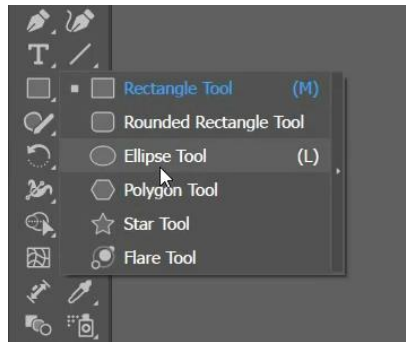 T
Rectangle Tool (M)
Rounded Rectangle Tool
Ellipse Tool (L)
Polygon Tool
Star Tool
Flare Tool